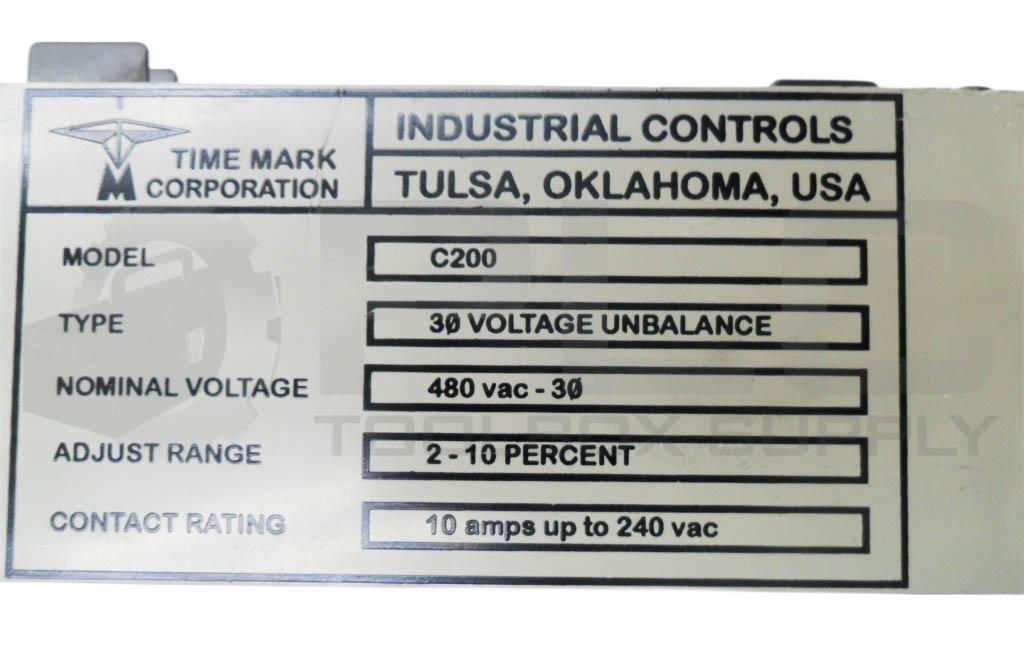 TIME MARK
CORPORATION
INDUSTRIAL CONTROLS
TULSA, OKLAHOMA, USA
MODEL C200
TYPE 3Ø VOLTAGE UNBALANCE
NOMINAL VOLTAGE 480 vac - 3Ø
ADJUST RANGE 2 - 10 PERCENT
CONTACT RATING 10 amps up to 240 vac
PLC
TOOLBOX SUPPLY